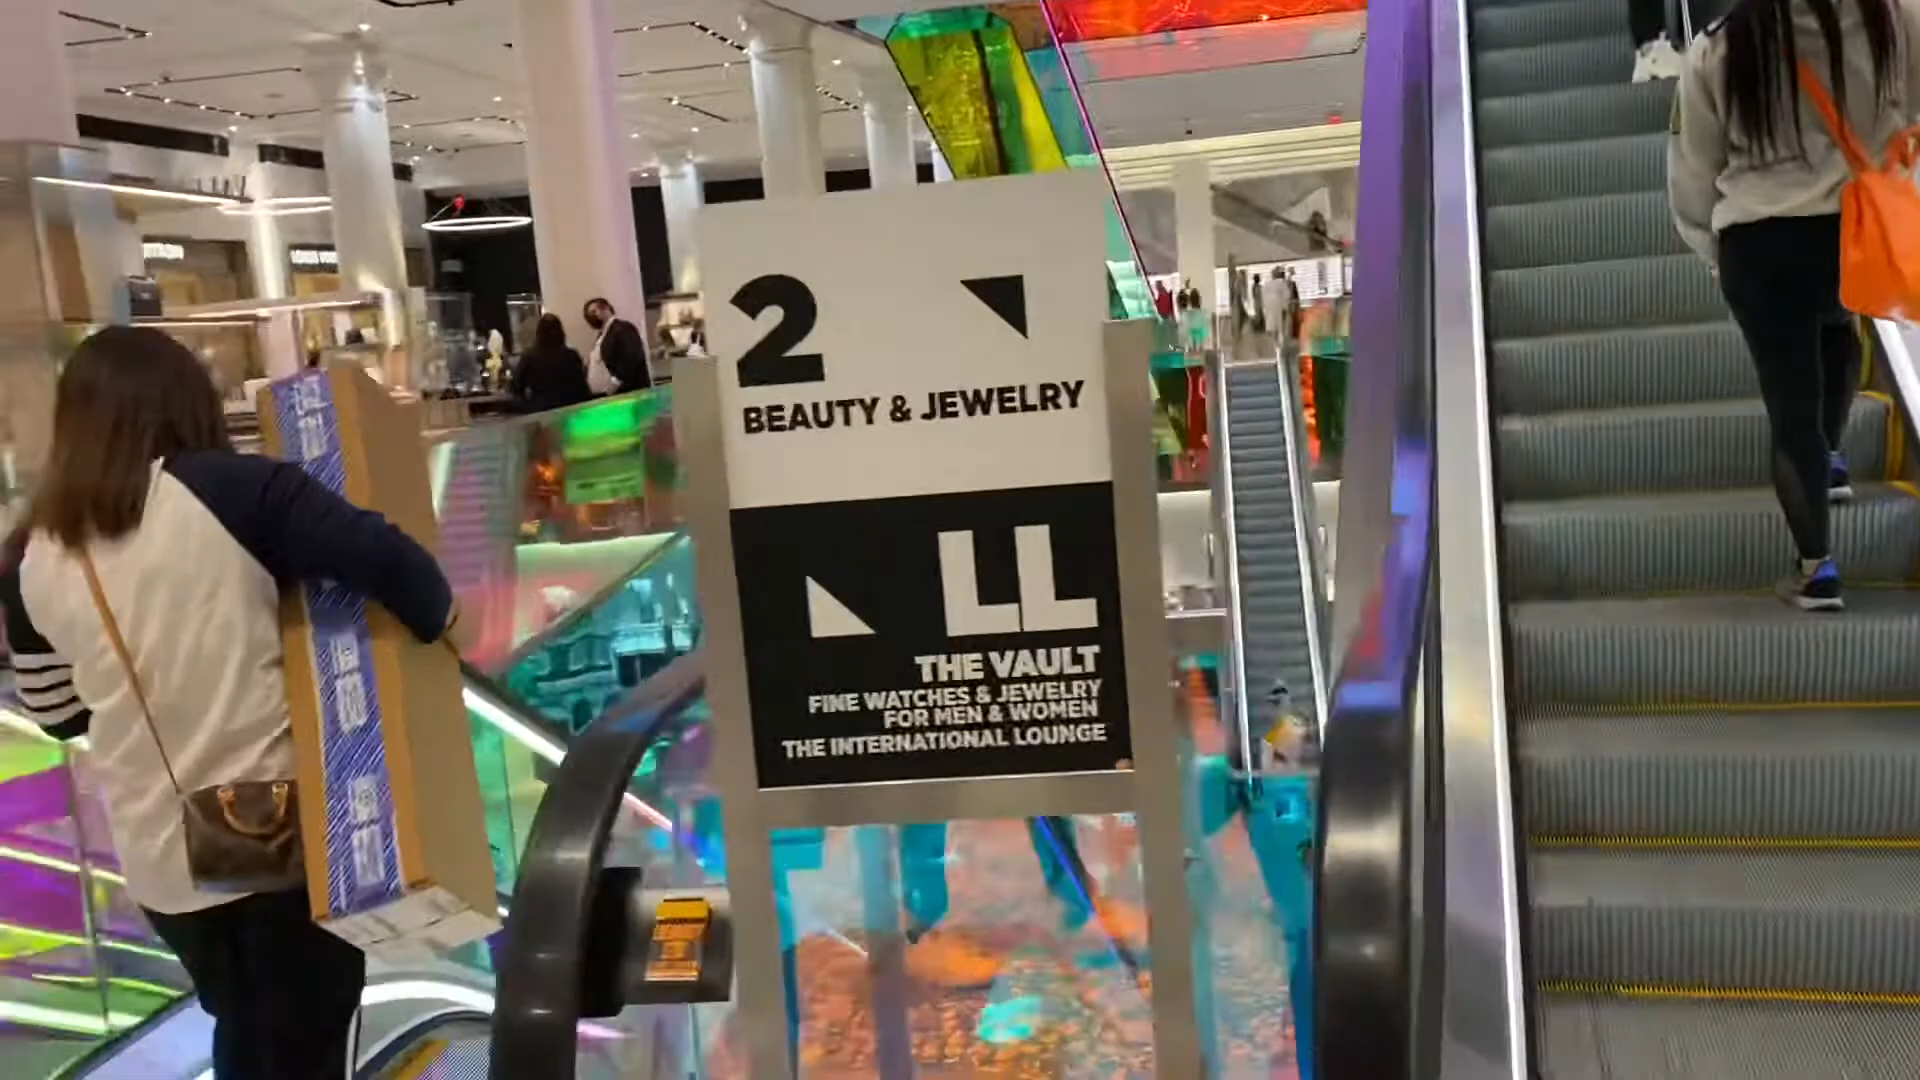 2
BEAUTY & JEWELRY
LL
THE VAULT
FINE WATCHES & JEWELRY
FOR MEN & WOMEN
THE INTERNATIONAL LOUNGE